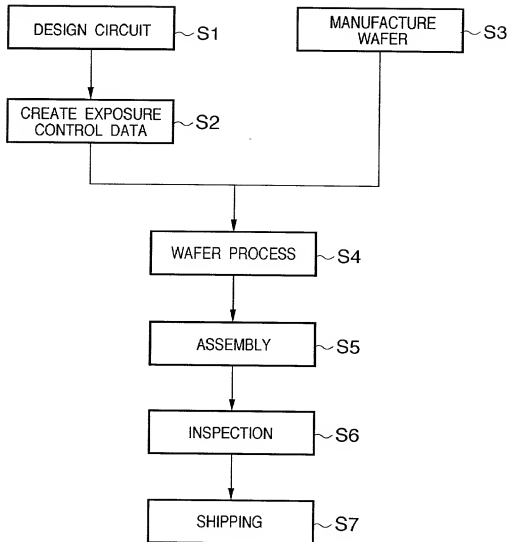 DESIGN CIRCUIT
S1
MANUFACTURE
WAFER
S3
CREATE EXPOSURE
CONTROL DATA
S2
WAFER PROCESS
S4
ASSEMBLY
S5
INSPECTION
S6
SHIPPING
S7